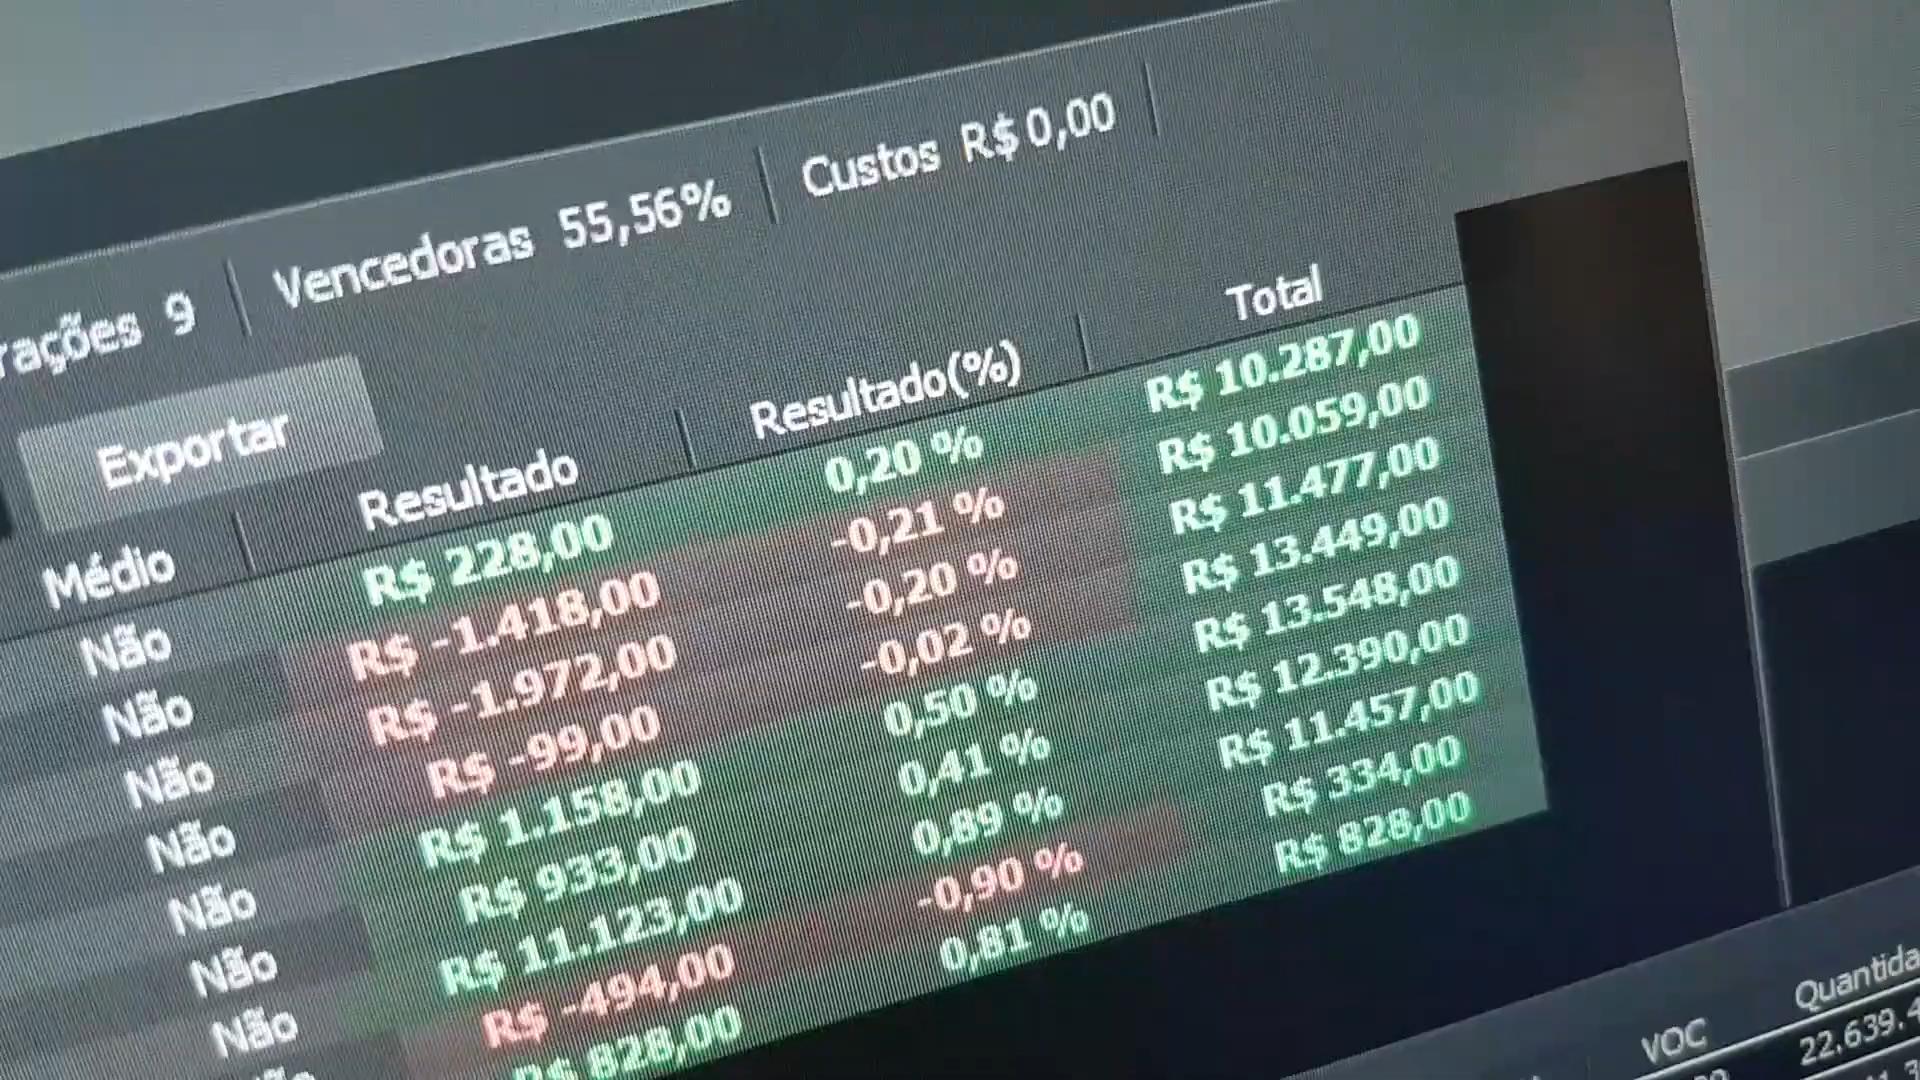 rações 9 Vencedoras 55,56% Custos R$ 0,00
Exportar
Médio Resultado Resultado(%) Total
Não R$ 228,00 0,20 % R$ 10.287,00
Não R$ -1.418,00 -0,21 % R$ 10.059,00
Não R$ -1.972,00 -0,20 % R$ 11.477,00
Não R$ -99,00 -0,02 % R$ 13.449,00
Não R$ 1.158,00 0,50 % R$ 13.548,00
Não R$ 933,00 0,41 % R$ 12.390,00
Não R$ 11.123,00 0,89 % R$ 11.457,00
R$ -494,00 -0,90 % R$ 334,00
R$ 828,00 0,81 % R$ 828,00
VOC Quantida
22.639.4